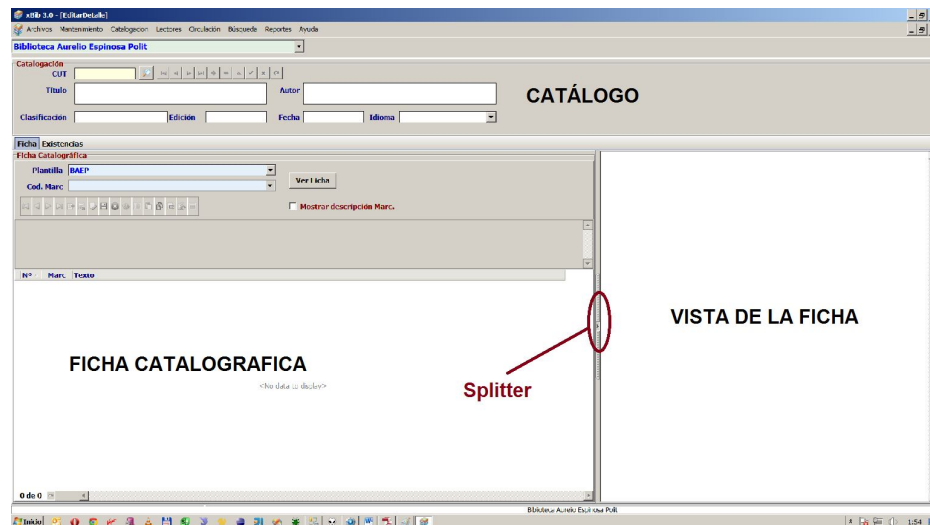 xBib 3.0 - [EditarDetalle]
Archivos Mantenimiento Catalogacion Lectores Circulación Búsqueda Reportes Ayuda
Biblioteca Aurelio Espinosa Polit
Catalogación
CUT
Título Autor
CATÁLOGO
Clasificación Edición Fecha Idioma
Ficha Existencias
Ficha Catalográfica
Plantilla BAEP
Cod. Marc
Ver Ficha
Mostrar descripción Marc.
Nº Marc Texto
VISTA DE LA FICHA
FICHA CATALOGRAFICA
<No data to display>
Splitter
0 de 0
Biblioteca Aurelio Espinosa Polit
Inicio 1:54